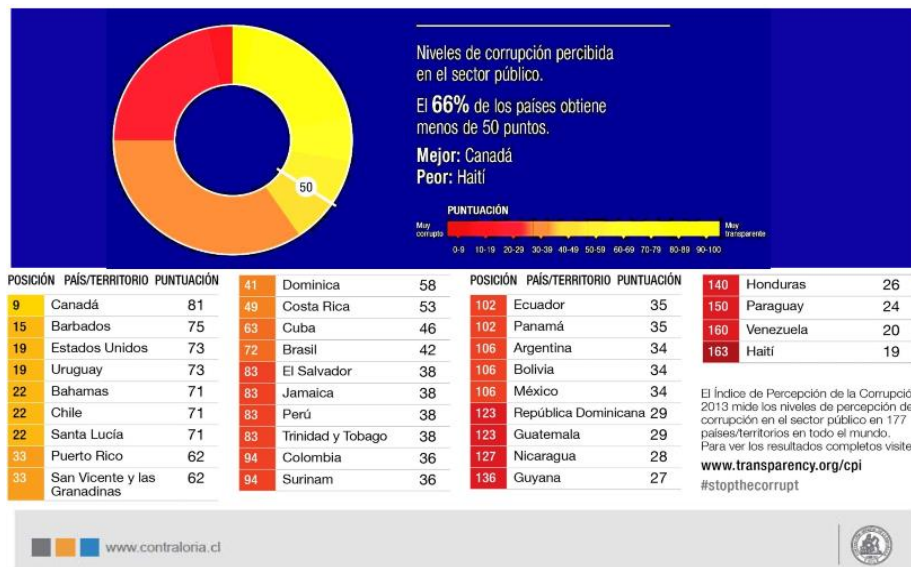 Niveles de corrupción percibida
en el sector público.
El 66% de los países obtiene
menos de 50 puntos.
Mejor: Canadá
Peor: Haití
50
PUNTUACIÓN
Muy
corrupto
Muy
transparente
0-9 10-19 20-29 30-39 40-49 50-59 60-69 70-79 80-89 90-100
POSICIÓN PAÍS/TERRITORIO PUNTUACIÓN
9 Canadá 81
15 Barbados 75
19 Estados Unidos 73
19 Uruguay 73
22 Bahamas 71
22 Chile 71
22 Santa Lucía 71
33 Puerto Rico 62
33 San Vicente y las 62
Granadinas
41 Dominica 58
49 Costa Rica 53
63 Cuba 46
72 Brasil 42
83 El Salvador 38
83 Jamaica 38
83 Perú 38
83 Trinidad y Tobago 38
94 Colombia 36
94 Surinam 36
POSICIÓN PAÍS/TERRITORIO PUNTUACIÓN
102 Ecuador 35
102 Panamá 35
106 Argentina 34
106 Bolivia 34
106 México 34
123 República Dominicana 29
123 Guatemala 29
127 Nicaragua 28
136 Guyana 27
140 Honduras 26
150 Paraguay 24
160 Venezuela 20
163 Haití 19
El Índice de Percepción de la Corrupció
2013 mide los niveles de percepción de
corrupción en el sector público en 177
países/territorios en todo el mundo.
Para ver los resultados completos visite
www.transparency.org/cpi
#stopthecorrupt
www.contraloria.cl